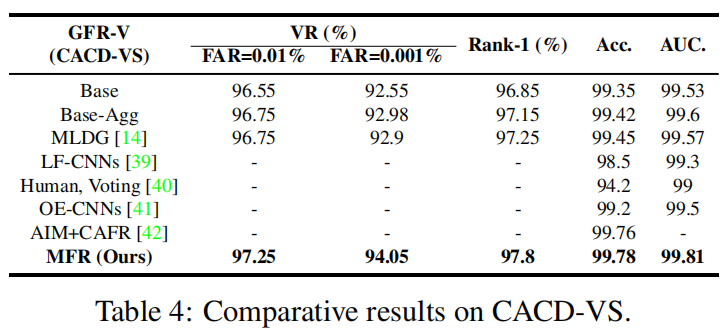 GFR-V VR (%) Rank-1 (%) Acc. AUC.
(CACD-VS) FAR=0.01% FAR=0.001%
Base 96.55 92.55 96.85 99.35 99.53
Base-Agg 96.75 92.98 97.15 99.42 99.6
MLDG [14] 96.75 92.9 97.25 99.45 99.57
LF-CNNs [39] - - - 98.5 99.3
Human, Voting [40] - - - 94.2 99
OE-CNNs [41] - - - 99.2 99.5
AIM+CAFR [42] - - - 99.76 -
MFR (Ours) 97.25 94.05 97.8 99.78 99.81
Table 4: Comparative results on CACD-VS.